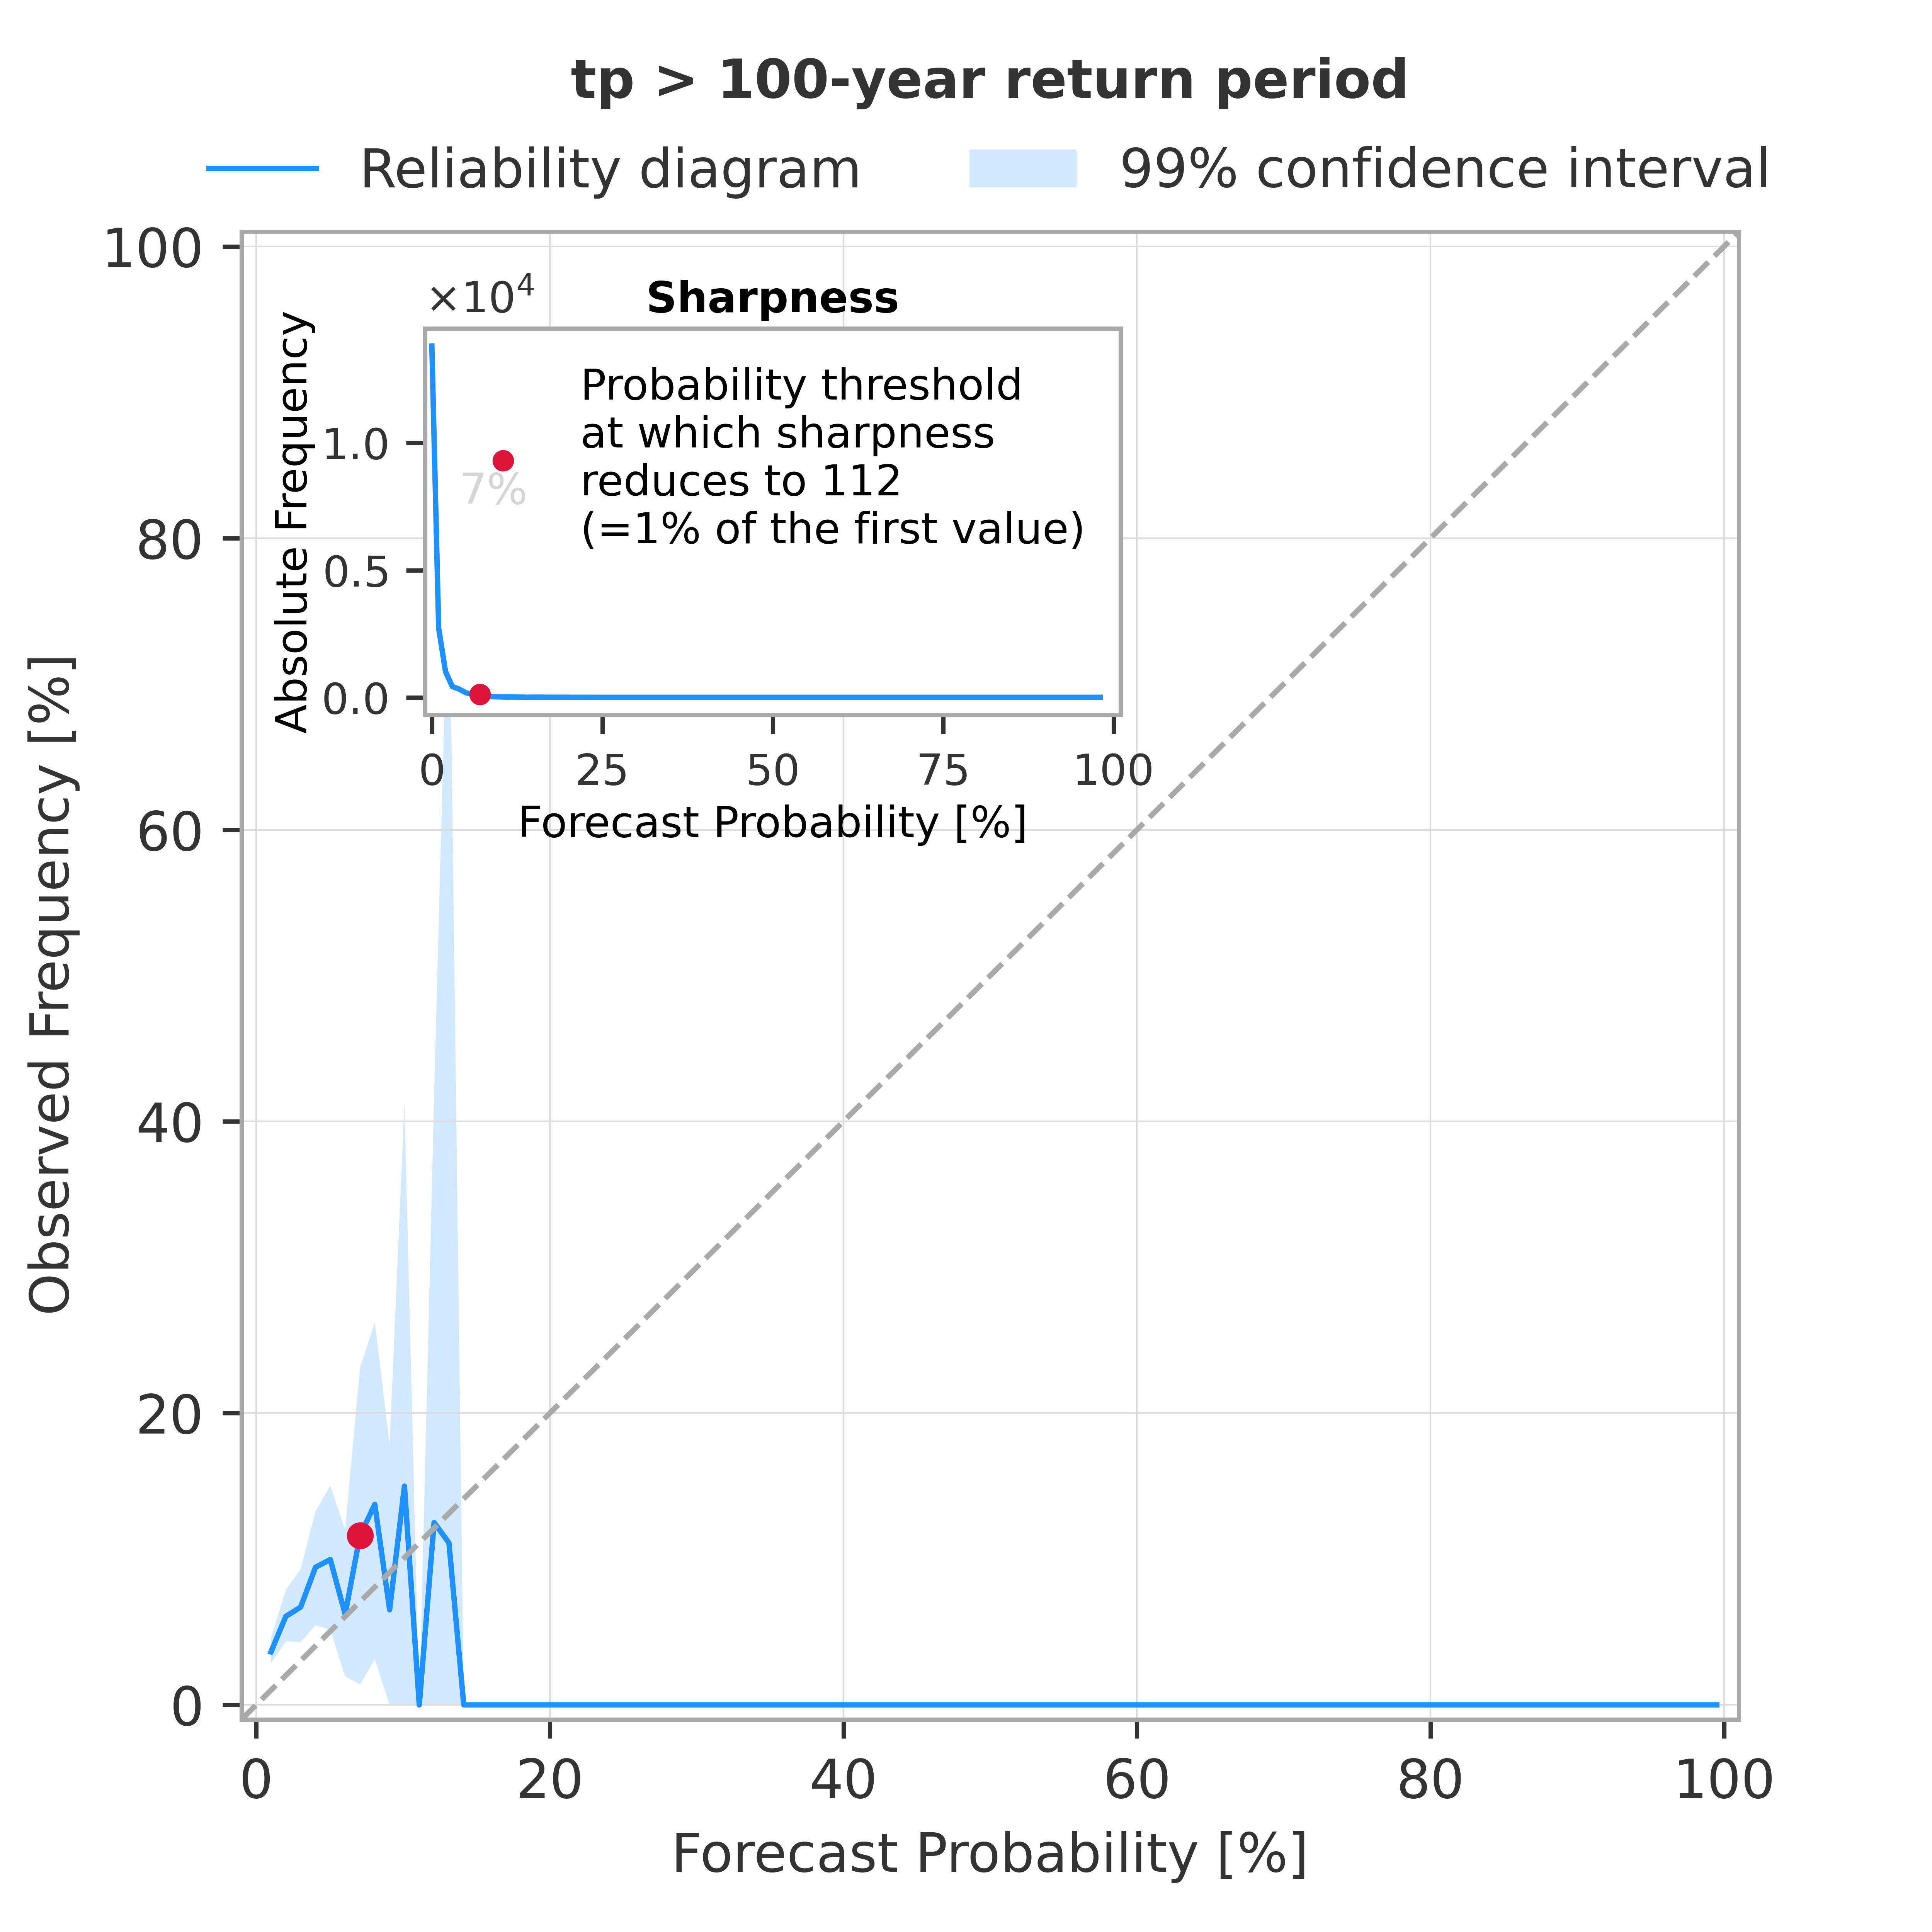 tp > 100-year return period
Reliability diagram
99% confidence interval
100
80
60
40
20
0
Observed Frequency [%]
0
20
40
60
80
100
Forecast Probability [%]
×10⁴
Sharpness
Absolute Frequency
1.0
0.5
0.0
7%
Probability threshold
at which sharpness
reduces to 112
(=1% of the first value)
0
25
50
75
100
Forecast Probability [%]